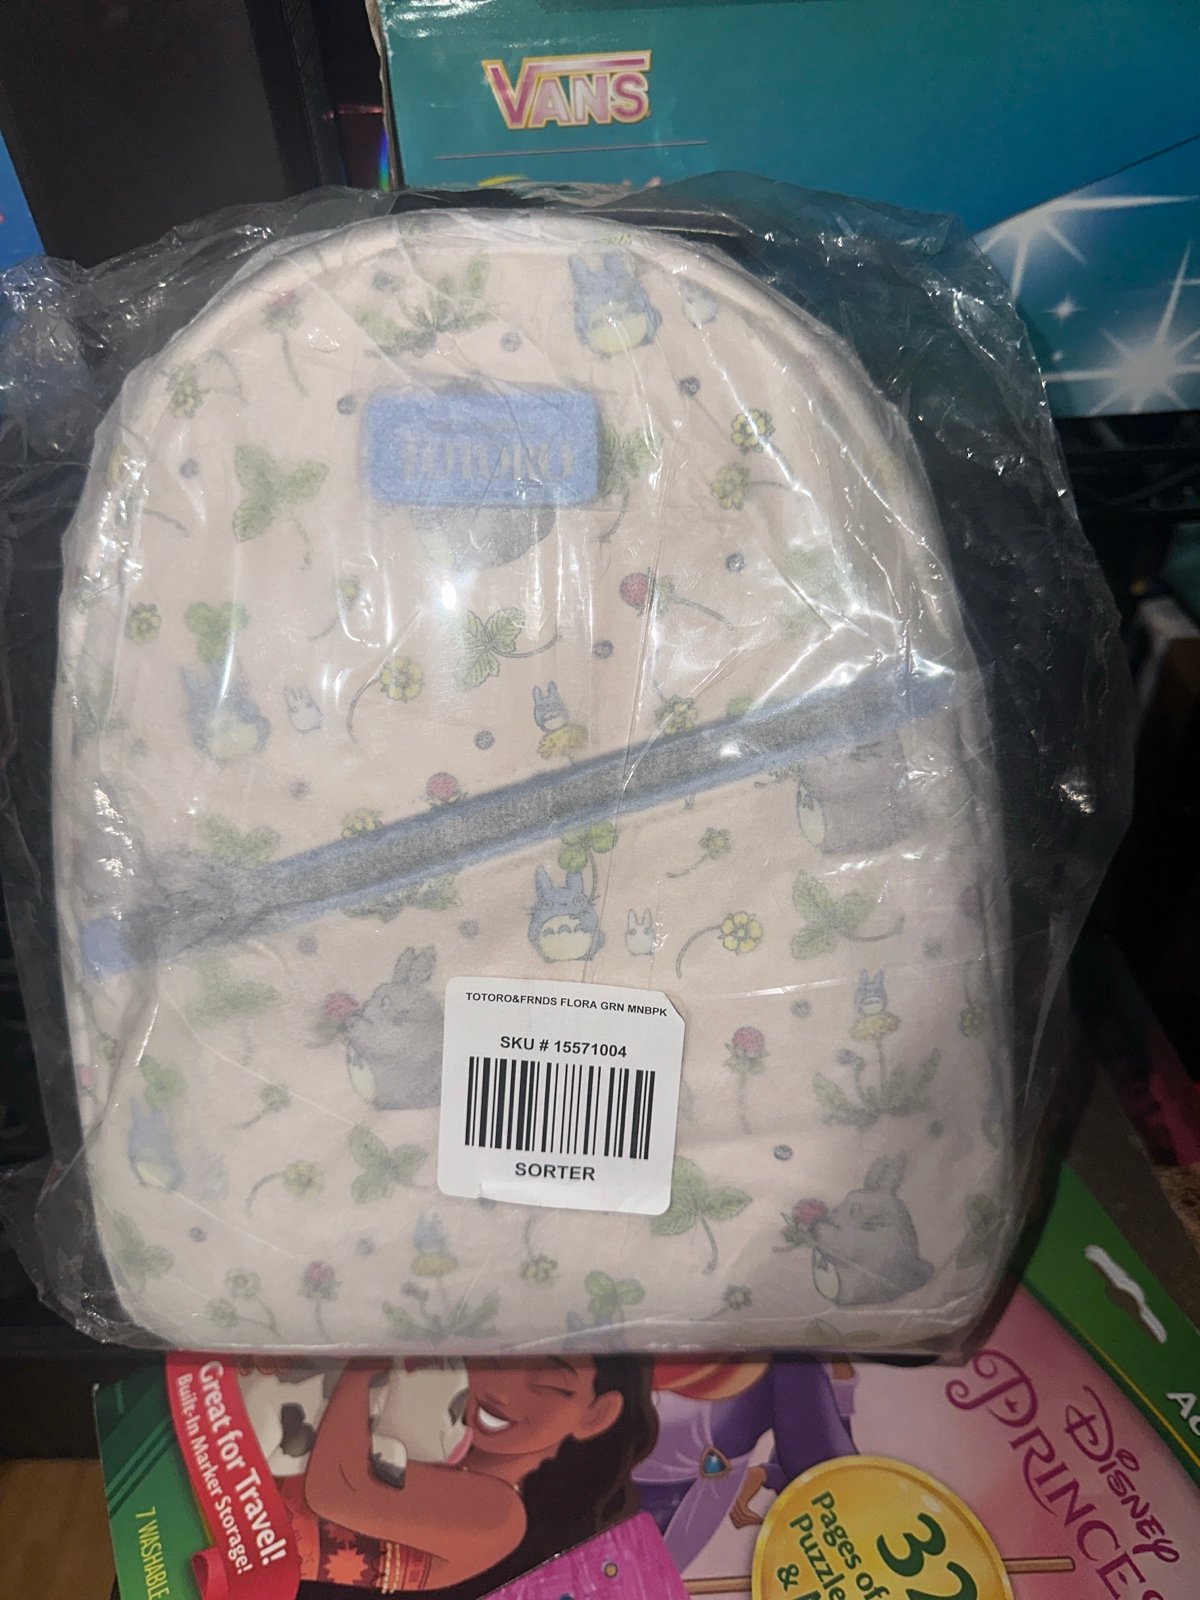 VANS
TOTORO
TOTORO&FRNDS FLORA GRN MNBPK
SKU # 15571004
SORTER
Great for Travel!
Built-In Marker Storage!
7 WASHABLE
32
Pages of
Puzzle
&
DISNEY
PRINCES